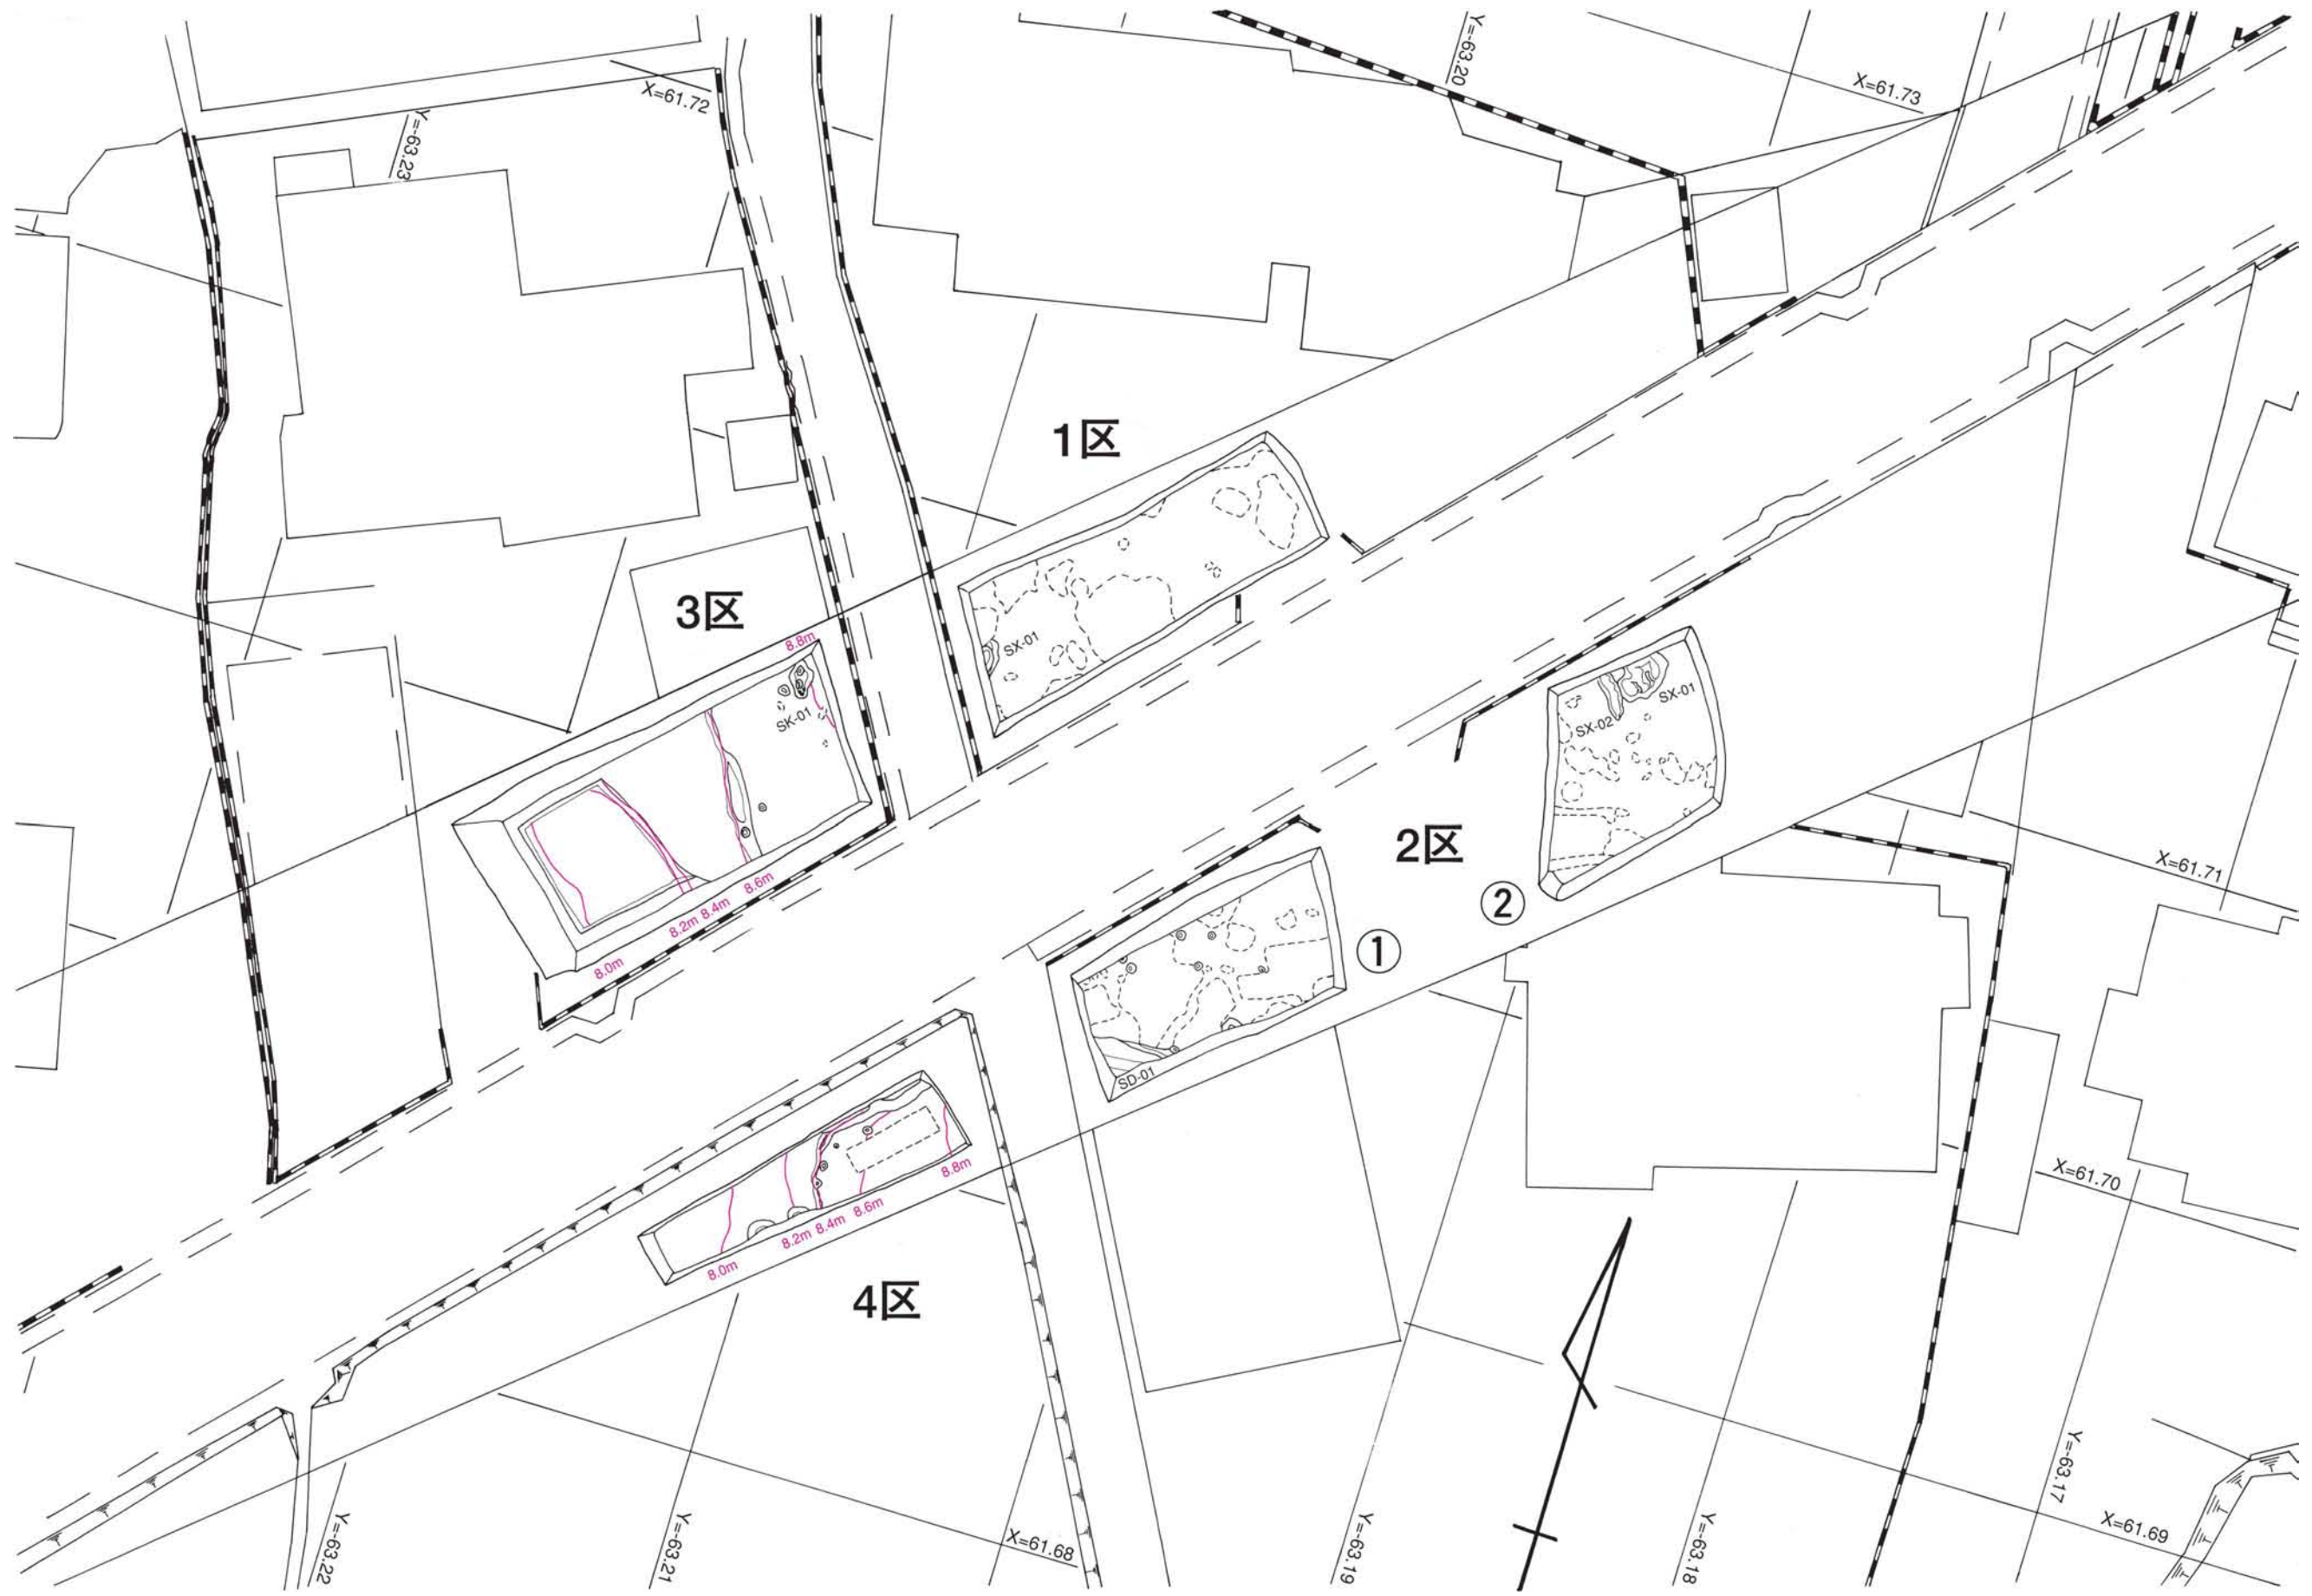 Y=-63.20
X=61.73
X=61.72
Y=-63.23
1区
3区
8.8m
SX-01
SK-01
SX-01
SX-02
2区
8.6m
8.4m
8.2m
8.0m
②
①
X=61.71
SD-01
8.8m
8.6m
8.4m
8.2m
8.0m
4区
X=61.70
Y=-63.17
X=61.69
X=61.68
Y=-63.22
Y=-63.21
Y=-63.19
Y=-63.18